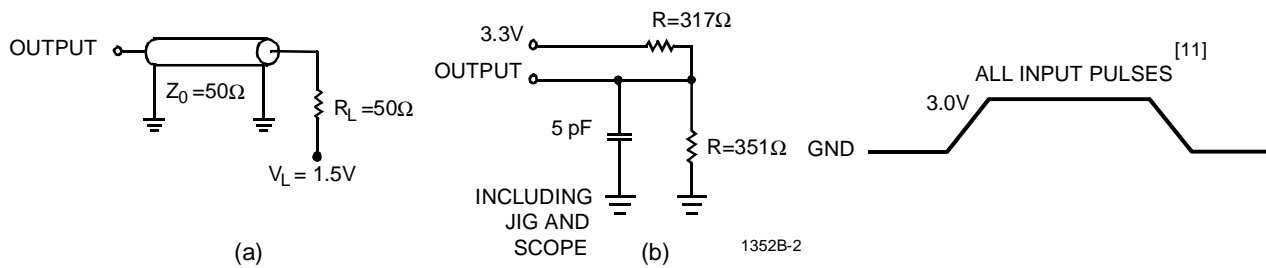 OUTPUT
Z0 =50Ω
RL =50Ω
VL = 1.5V
(a)
R=317Ω
3.3V
OUTPUT
5 pF
R=351Ω
INCLUDING
JIG AND
SCOPE
(b)
1352B-2
ALL INPUT PULSES [11]
3.0V
GND